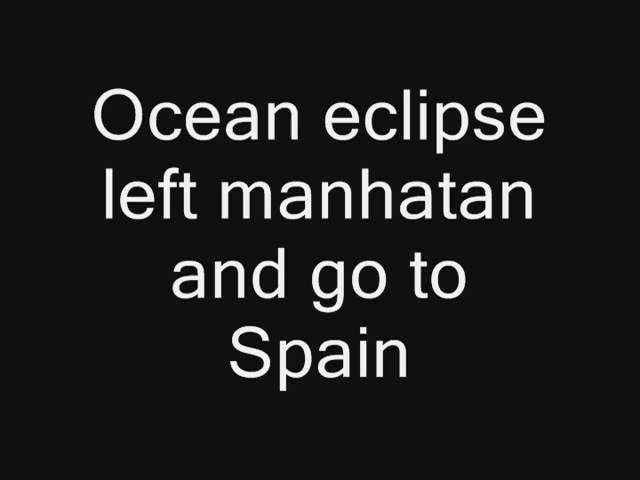 Ocean eclipse
left manhatan
and go to
Spain